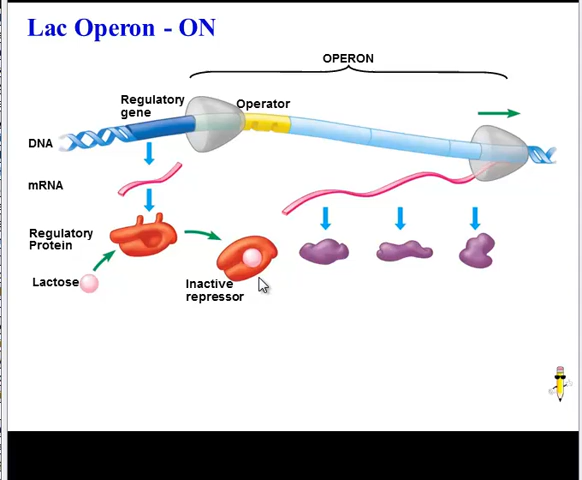 Lac Operon - ON
OPERON
Regulatory
gene
Operator
DNA
mRNA
Regulatory
Protein
Lactose
Inactive
repressor